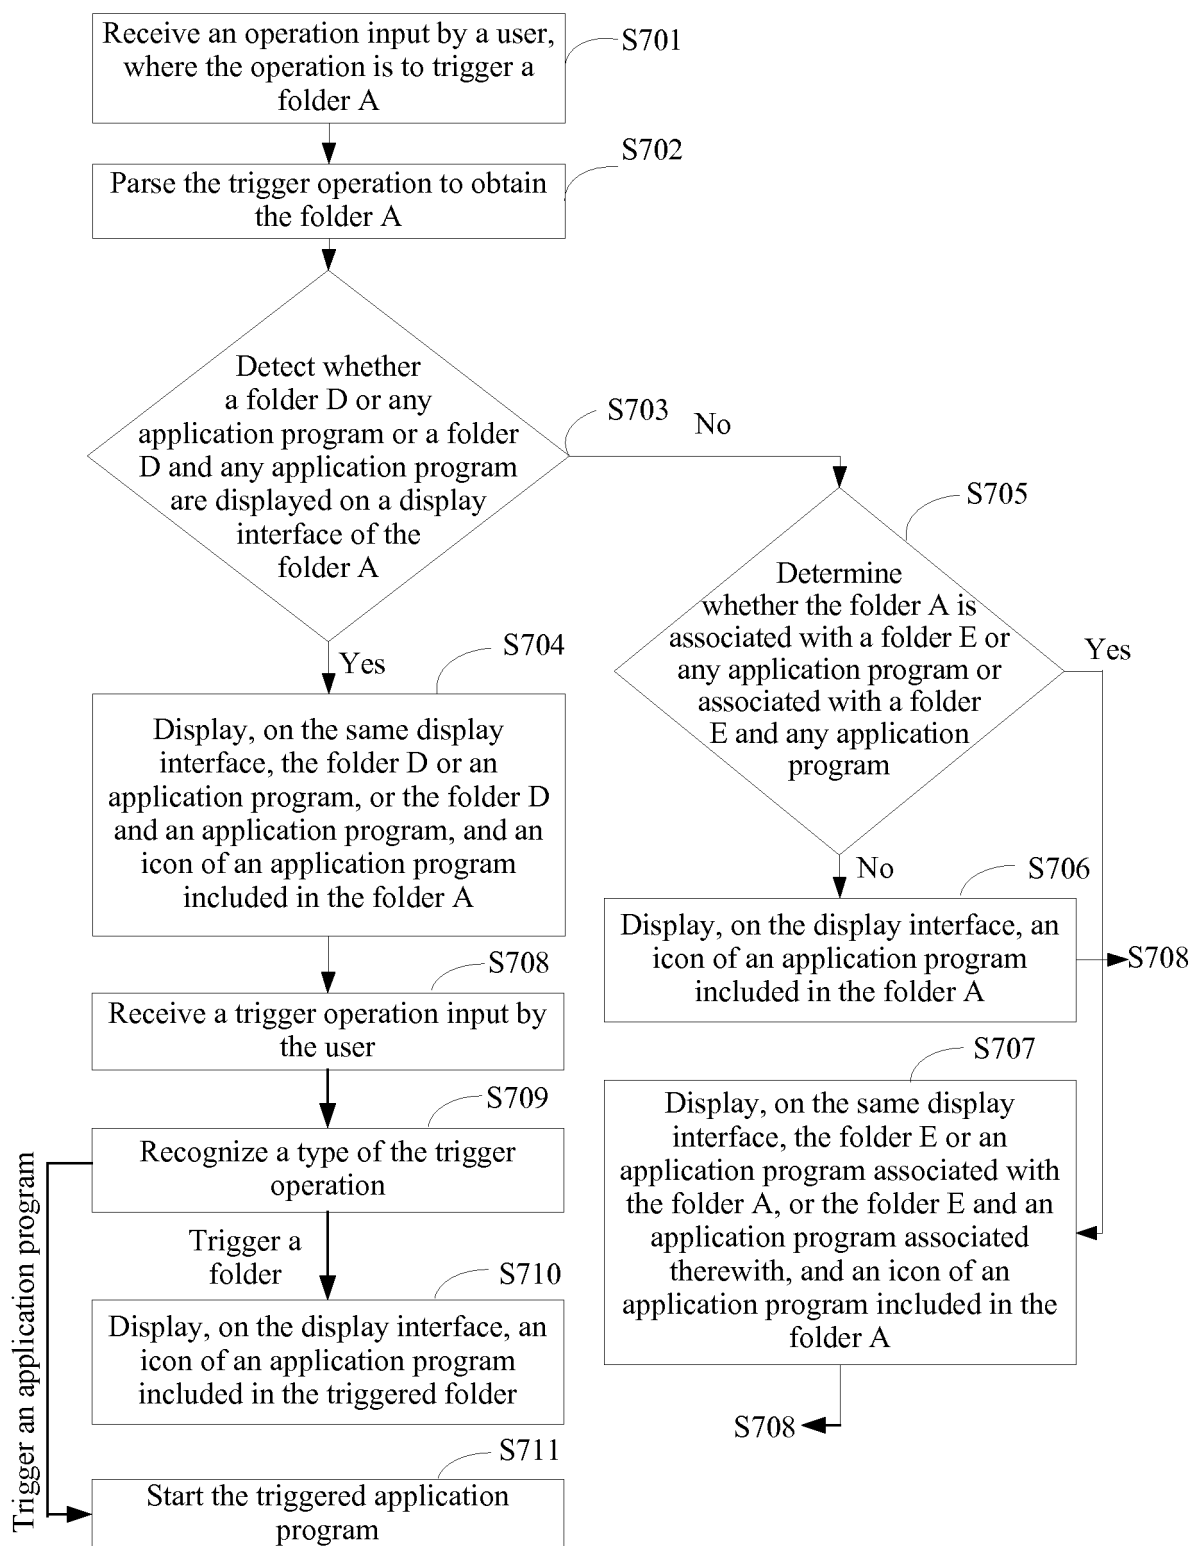 Receive an operation input by a user,
where the operation is to trigger a
folder A
S701
Parse the trigger operation to obtain
the folder A
S702
Detect whether
a folder D or any
application program or a folder
D and any application program
are displayed on a display
interface of the
folder A
S703
No
Yes
S704
Display, on the same display
interface, the folder D or an
application program, or the folder D
and an application program, and an
icon of an application program
included in the folder A
S705
Determine
whether the folder A is
associated with a folder E or
any application program or
associated with a folder
E and any application
program
Yes
No
S706
Display, on the display interface, an
icon of an application program
included in the folder A
S708
S707
Display, on the same display
interface, the folder E or an
application program associated with
the folder A, or the folder E and an
application program associated
therewith, and an icon of an
application program included in the
folder A
S708
S708
Receive a trigger operation input by
the user
S709
Recognize a type of the trigger
operation
Trigger a
folder
Trigger an application program
S710
Display, on the display interface, an
icon of an application program
included in the triggered folder
S711
Start the triggered application
program